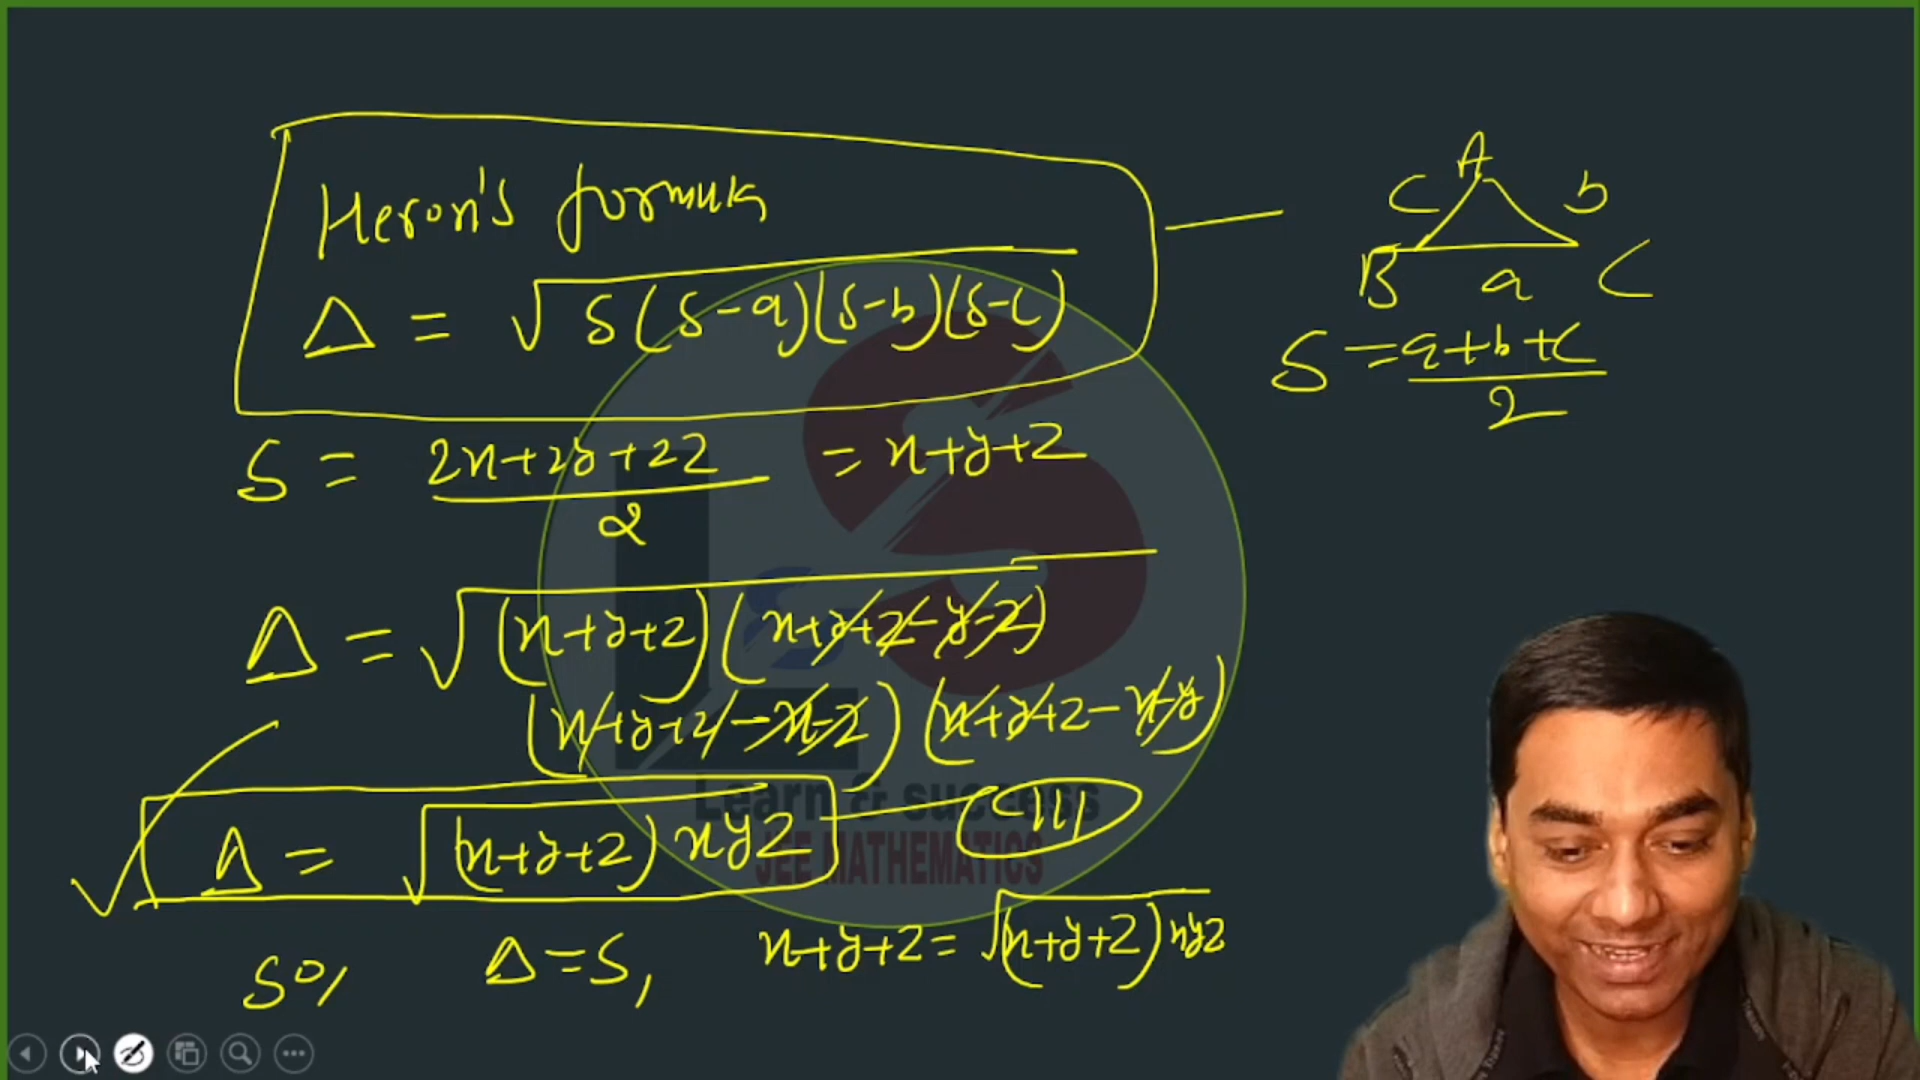 Heron's formula
Δ = √s(s-a)(s-b)(s-c)
A
c b
B a C
s = a+b+c
2
s = 2x+2y+2z = x+y+z
2
Δ = √(x+y+z)(x+y+z-y-z)
(x+y+z-x-z)(x+y+z-x-y)
Δ = √(x+y+z)xyz — (III)
so, Δ=s, x+y+z = √(x+y+z)xyz
Learn & success
JEE MATHEMATICS